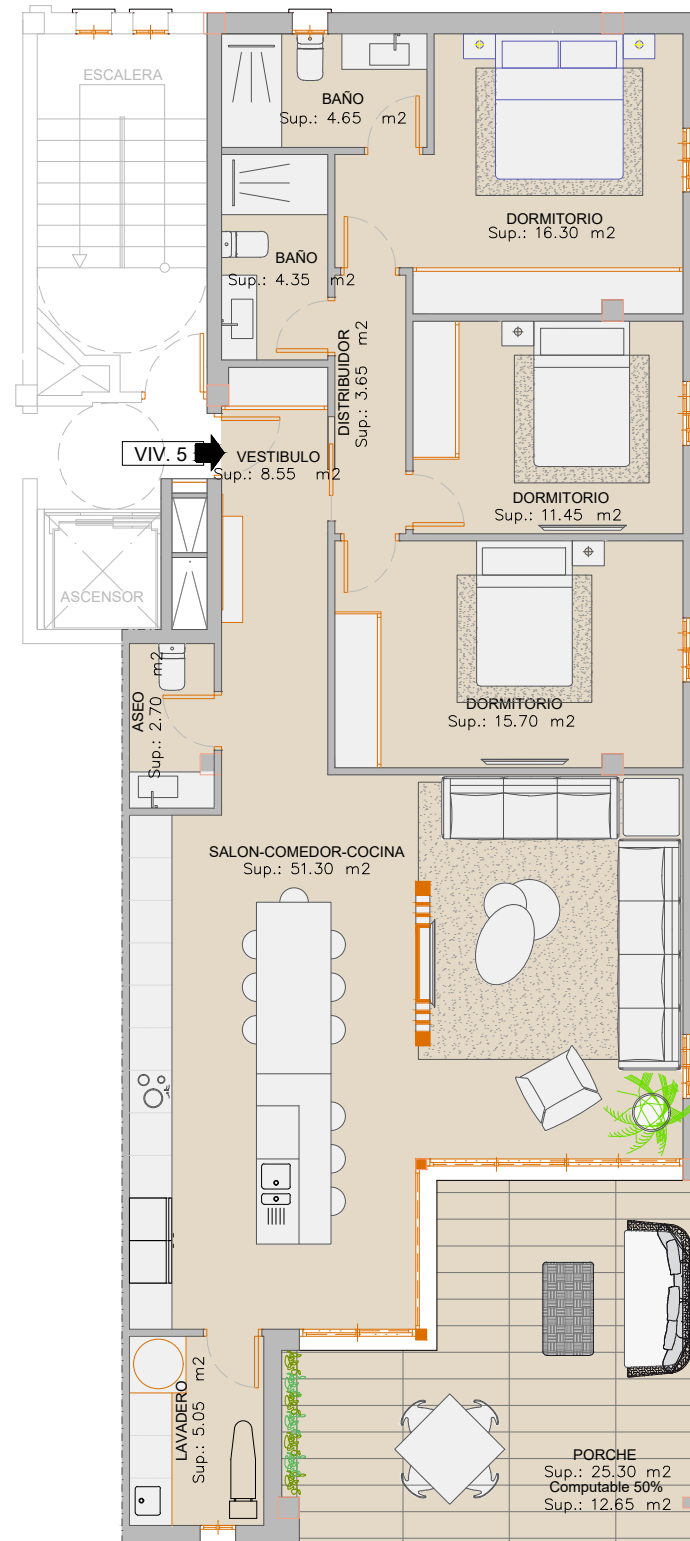 ESCALERA
BAÑO
Sup.: 4.65 m2
DORMITORIO
Sup.: 16.30 m2
BAÑO
Sup.: 4.35 m2
DISTRIBUIDOR
Sup.: 3.65 m2
VIV. 5
VESTIBULO
Sup.: 8.55 m2
DORMITORIO
Sup.: 11.45 m2
ASCENSOR
ASEO
Sup.: 2.70 m2
DORMITORIO
Sup.: 15.70 m2
SALON-COMEDOR-COCINA
Sup.: 51.30 m2
LAVADERO
Sup.: 5.05 m2
PORCHE
Sup.: 25.30 m2
Computable 50%
Sup.: 12.65 m2